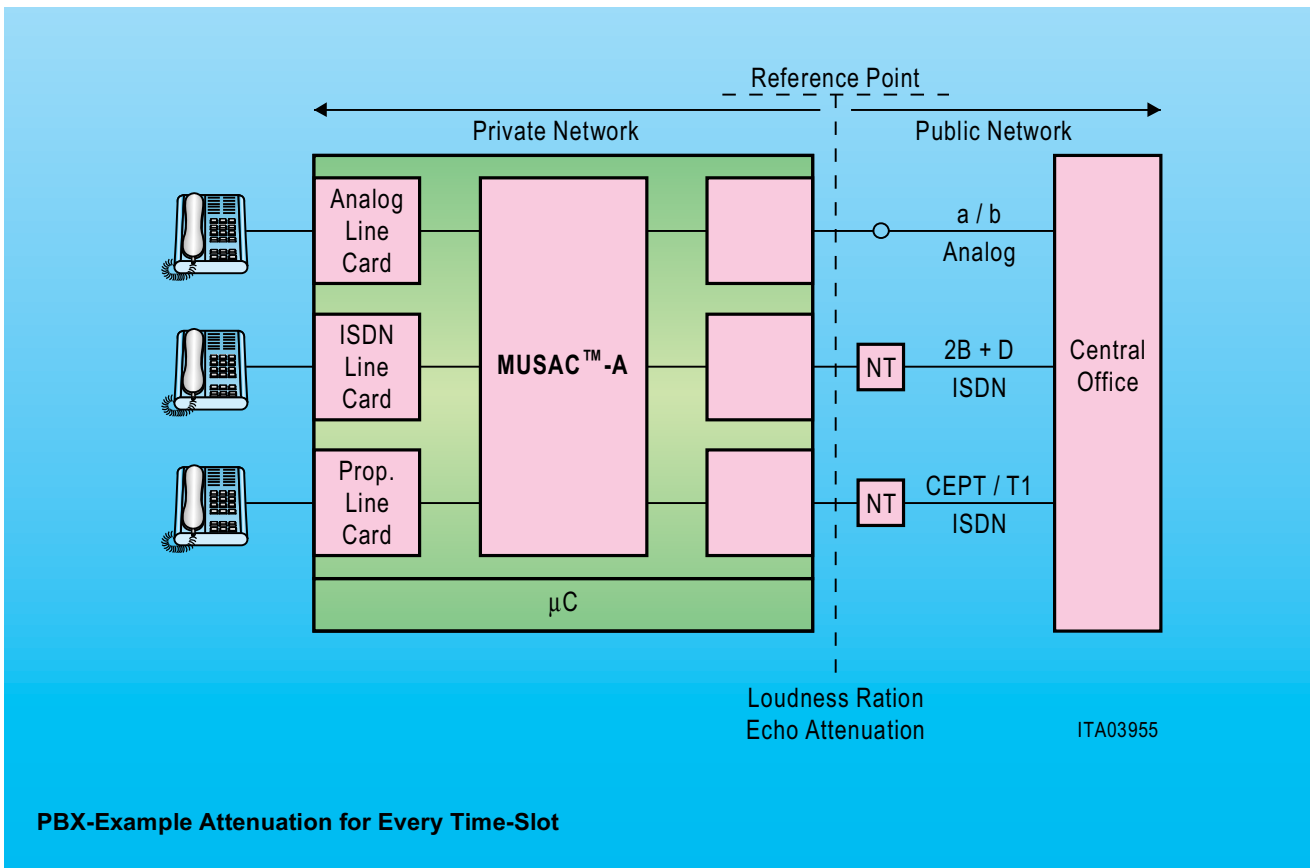 Reference Point
Private Network
Public Network
Analog
Line
Card
a / b
Analog
ISDN
Line
Card
MUSAC™-A
NT
2B + D
ISDN
Central
Office
Prop.
Line
Card
NT
CEPT / T1
ISDN
μC
Loudness Ration
Echo Attenuation
ITA03955
PBX-Example Attenuation for Every Time-Slot